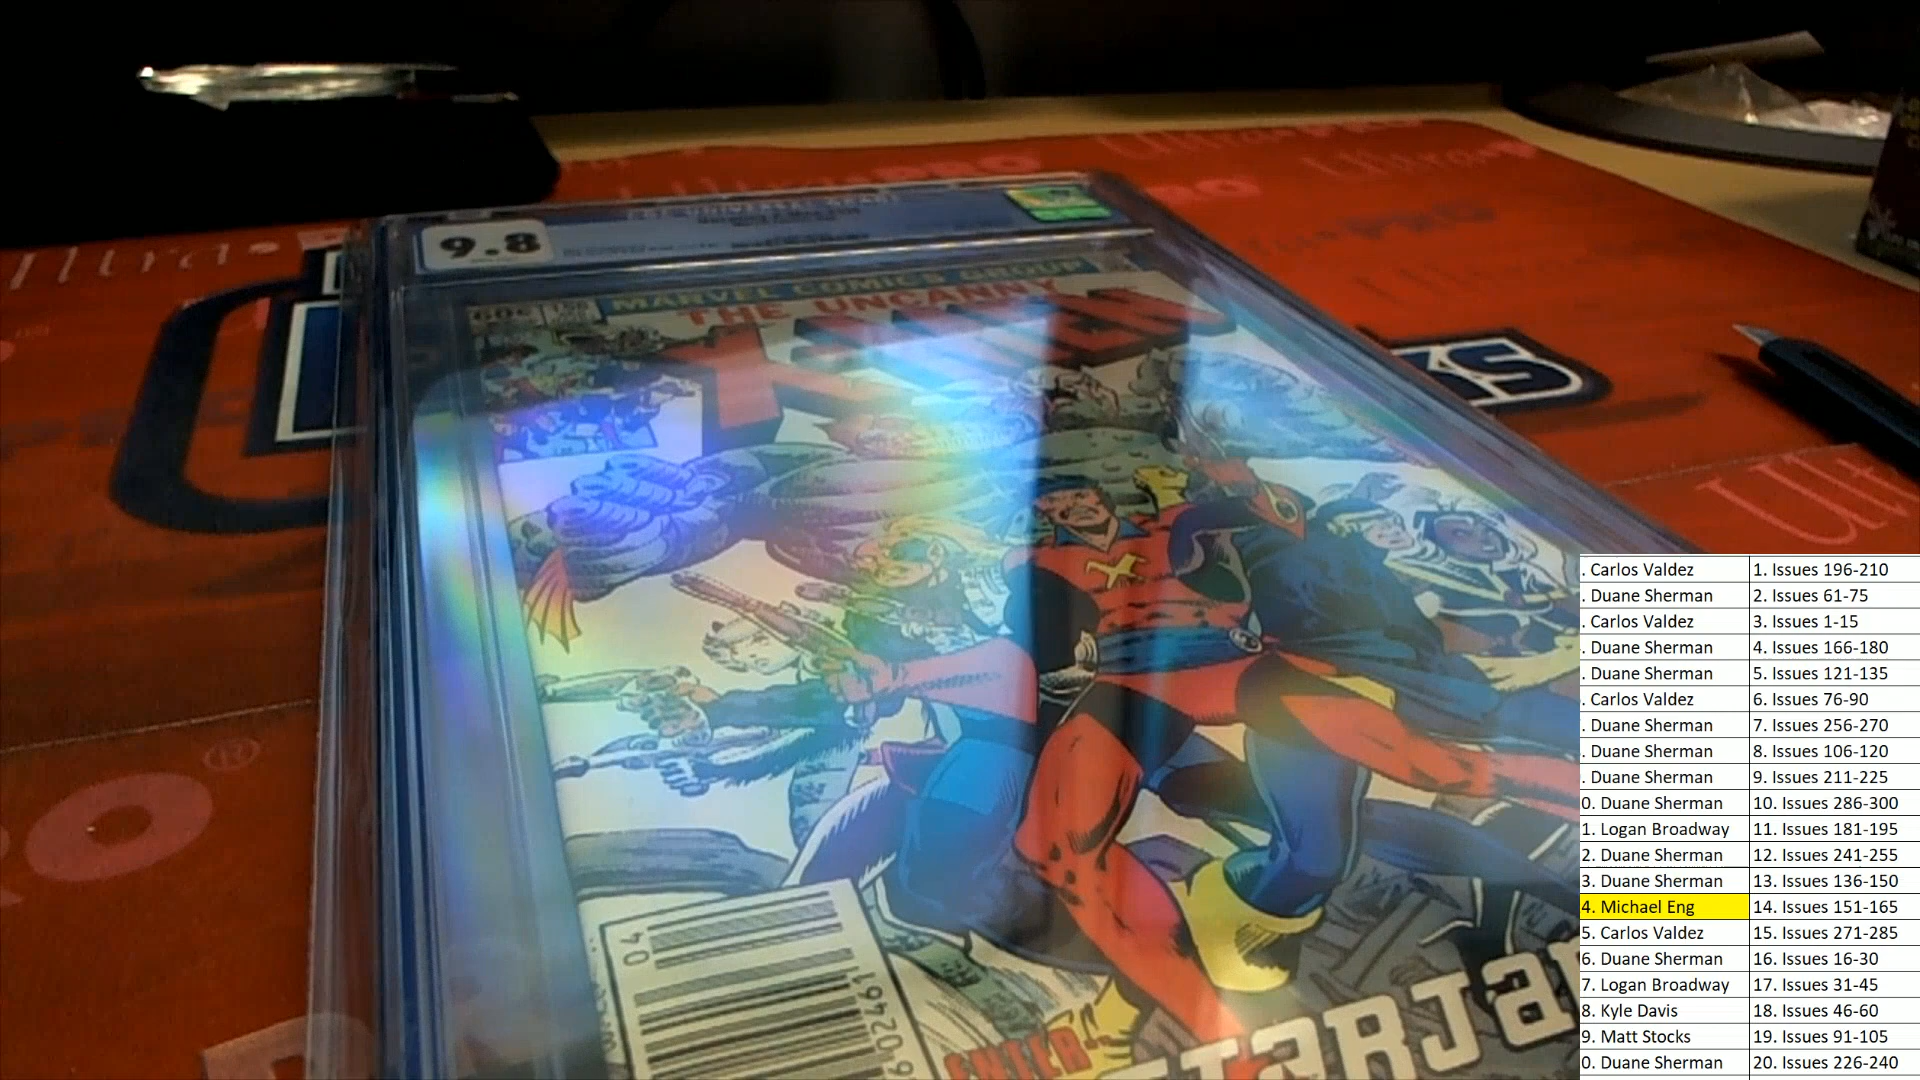 9.8
60¢
MARVEL COMICS GROUP
THE UNCANNY
X-MEN
Ultra
Ultra PRO
ENTER
02461
04
. Carlos Valdez 1. Issues 196-210
. Duane Sherman 2. Issues 61-75
. Carlos Valdez 3. Issues 1-15
. Duane Sherman 4. Issues 166-180
. Duane Sherman 5. Issues 121-135
. Carlos Valdez 6. Issues 76-90
. Duane Sherman 7. Issues 256-270
. Duane Sherman 8. Issues 106-120
. Duane Sherman 9. Issues 211-225
0. Duane Sherman 10. Issues 286-300
1. Logan Broadway 11. Issues 181-195
2. Duane Sherman 12. Issues 241-255
3. Duane Sherman 13. Issues 136-150
4. Michael Eng 14. Issues 151-165
5. Carlos Valdez 15. Issues 271-285
6. Duane Sherman 16. Issues 16-30
7. Logan Broadway 17. Issues 31-45
8. Kyle Davis 18. Issues 46-60
9. Matt Stocks 19. Issues 91-105
0. Duane Sherman 20. Issues 226-240